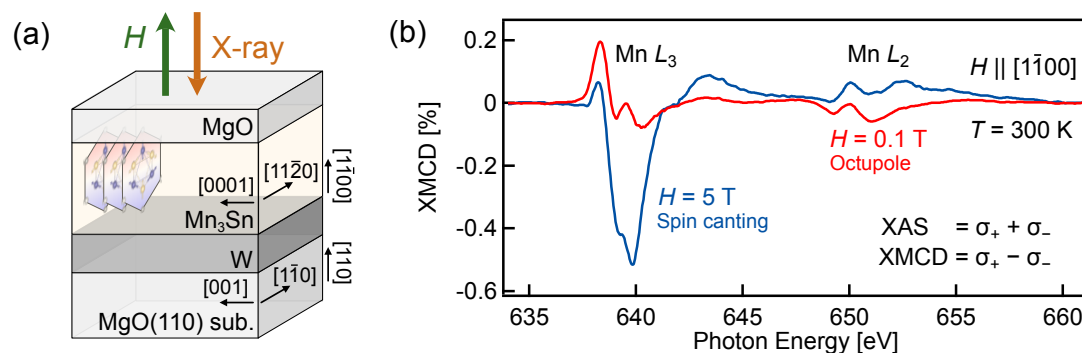 (a)
H
X-ray
MgO
[0001]
[112̄0]
[11̄00]
Mn₃Sn
W
[001]
[11̄0]
[110]
MgO(110) sub.
(b)
XMCD [%]
0.2
0
-0.2
-0.4
-0.6
Mn L₃
Mn L₂
H || [11̄00]
T = 300 K
H = 0.1 T
Octupole
H = 5 T
Spin canting
XAS = σ₊ + σ₋
XMCD = σ₊ − σ₋
635
640
645
650
655
660
Photon Energy [eV]